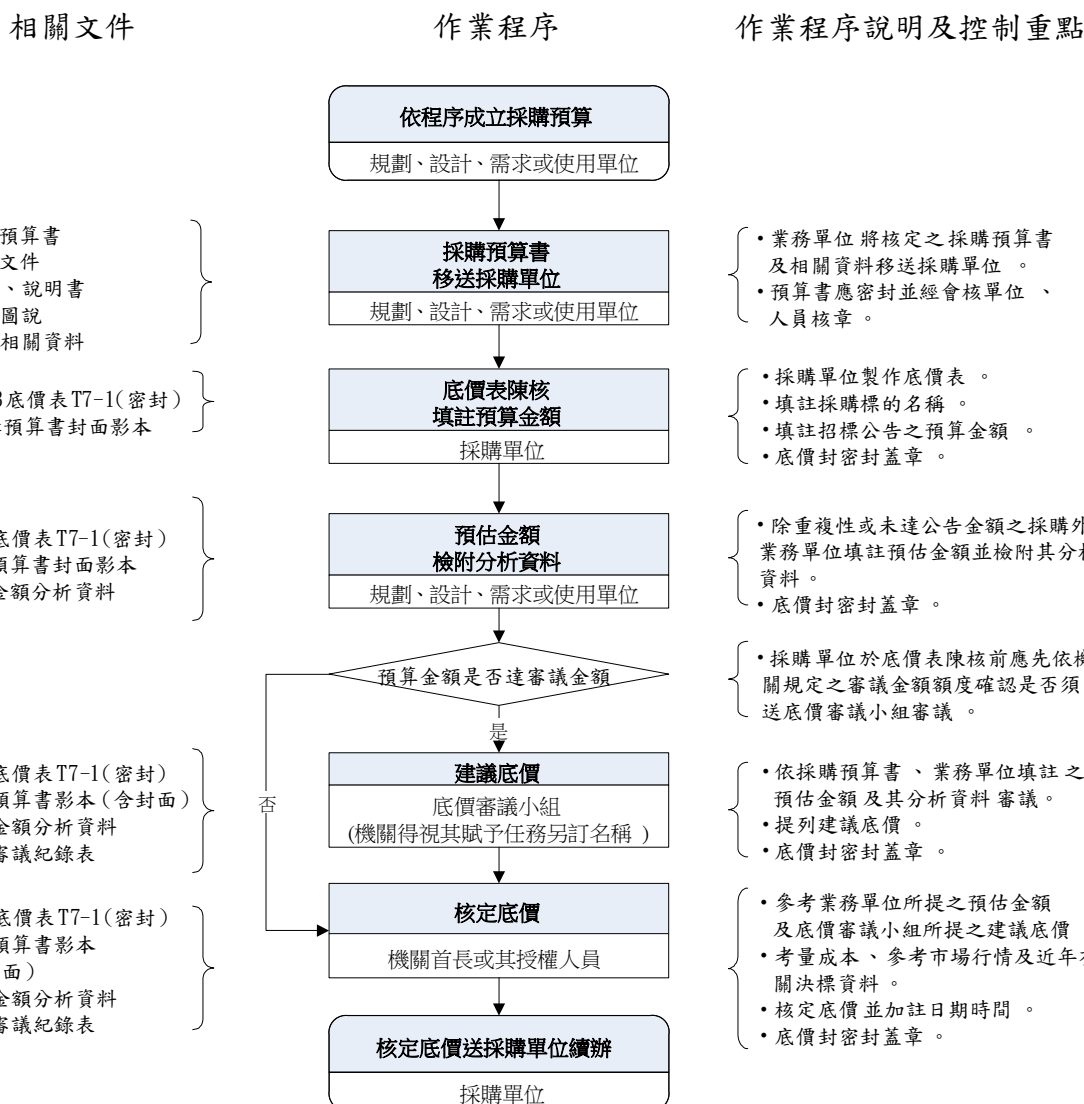 相關文件
作業程序
作業程序說明及控制重點
依程序成立採購預算
規劃、設計、需求或使用單位
預算書
文件
、說明書
圖說
相關資料
採購預算書
移送採購單位
規劃、設計、需求或使用單位
•業務單位將核定之採購預算書
及相關資料移送採購單位。
•預算書應密封並經會核單位、
人員核章。
底價表T7-1(密封)
預算書封面影本
底價表陳核
填註預算金額
採購單位
•採購單位製作底價表。
•填註採購標的名稱。
•填註招標公告之預算金額。
•底價封密封蓋章。
底價表T7-1(密封)
預算書封面影本
金額分析資料
預估金額
檢附分析資料
規劃、設計、需求或使用單位
•除重複性或未達公告金額之採購外
業務單位填註預估金額並檢附其分析
資料。
•底價封密封蓋章。
預算金額是否達審議金額
是
否
•採購單位於底價表陳核前應先依機
關規定之審議金額額度確認是否須
送底價審議小組審議。
底價表T7-1(密封)
預算書影本(含封面)
金額分析資料
審議紀錄表
建議底價
底價審議小組
(機關得視其賦予任務另訂名稱)
•依採購預算書、業務單位填註之
預估金額及其分析資料審議。
•提列建議底價。
•底價封密封蓋章。
底價表T7-1(密封)
預算書影本
面)
金額分析資料
審議紀錄表
核定底價
機關首長或其授權人員
•參考業務單位所提之預估金額
及底價審議小組所提之建議底價
•考量成本、參考市場行情及近年有
關決標資料。
•核定底價並加註日期時間。
•底價封密封蓋章。
核定底價送採購單位續辦
採購單位